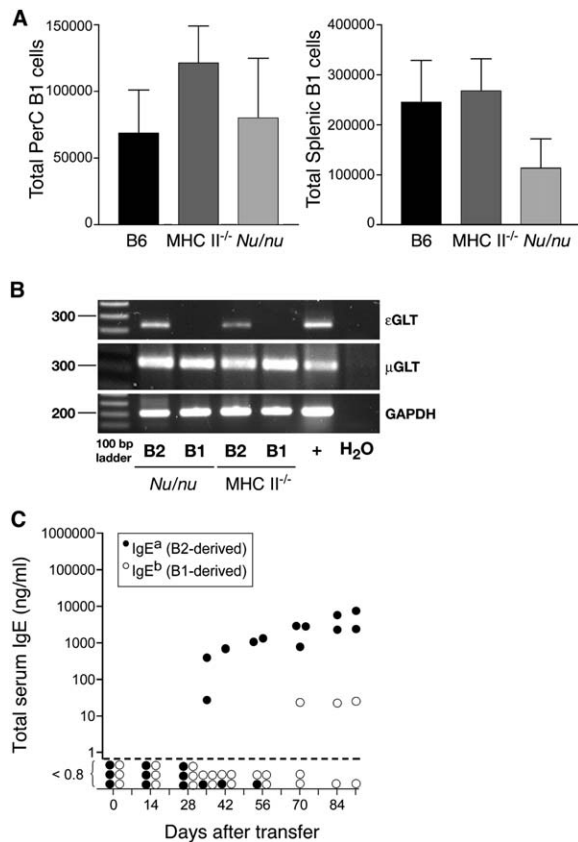 A
Total PerC B1 cells
150000
100000
50000
0
B6 MHC II-/- Nu/nu
Total Splenic B1 cells
400000
300000
200000
100000
0
B6 MHC II-/- Nu/nu
B
300
εGLT
300
μGLT
200
GAPDH
100 bp
ladder
B2 B1 B2 B1 + H2O
Nu/nu MHC II-/-
C
Total serum IgE (ng/ml)
1000000
100000
10000
1000
100
10
1
< 0.8
IgEa (B2-derived)
IgEb (B1-derived)
0 14 28 42 56 70 84
Days after transfer